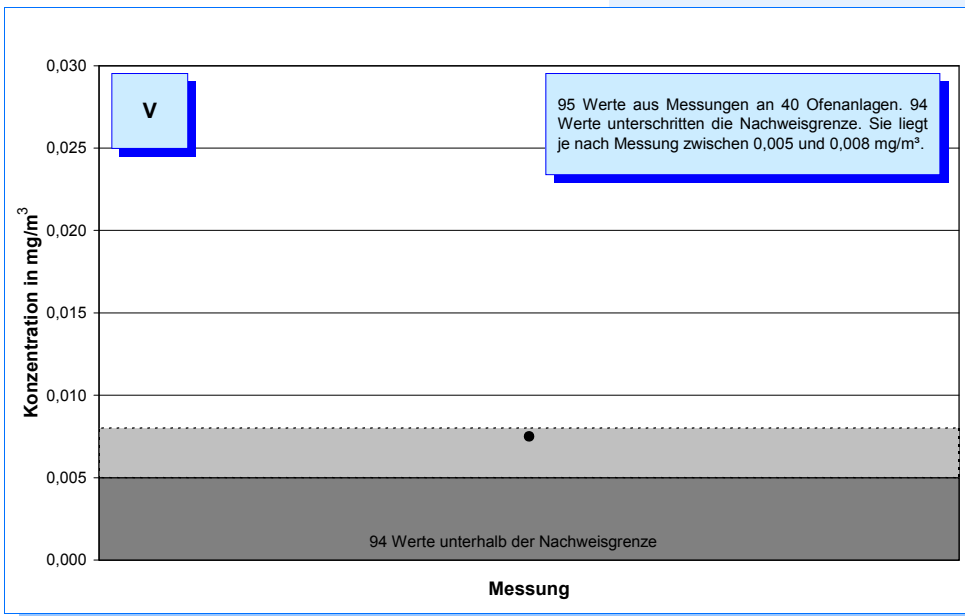 0,030
V
95 Werte aus Messungen an 40 Ofenanlagen. 94
Werte unterschritten die Nachweisgrenze. Sie liegt
je nach Messung zwischen 0,005 und 0,008 mg/m³.
0,025
0,020
Konzentration in mg/m³
0,015
0,010
0,005
94 Werte unterhalb der Nachweisgrenze
0,000
Messung